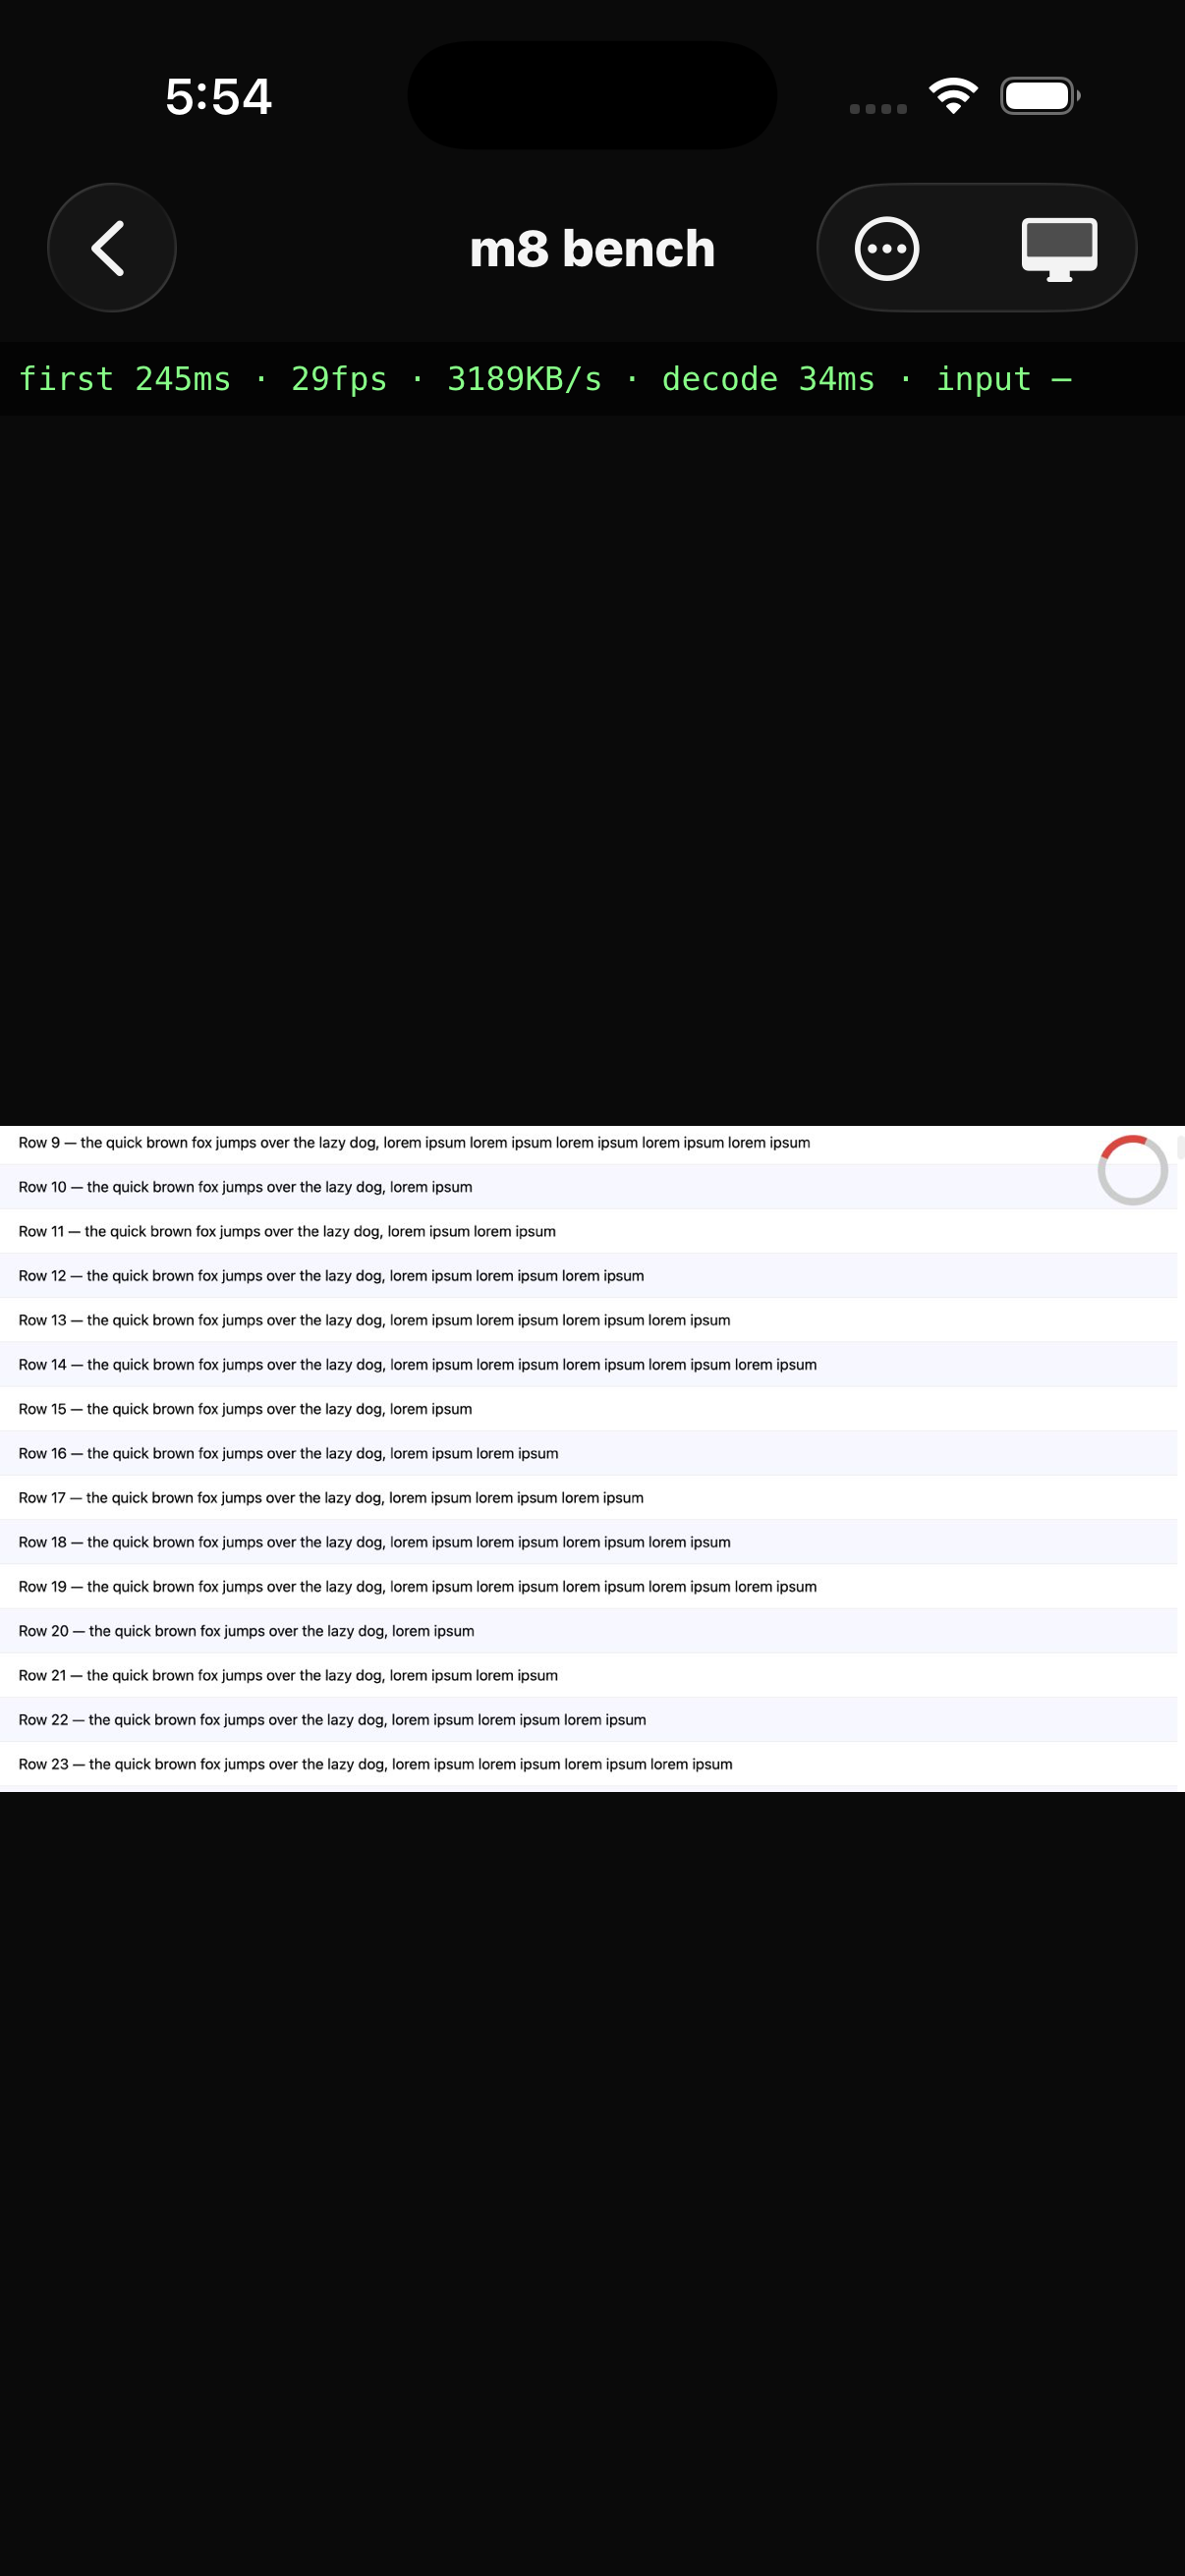 5:54
m8 bench
first 245ms · 29fps · 3189KB/s · decode 34ms · input —
Row 9 — the quick brown fox jumps over the lazy dog, lorem ipsum lorem ipsum lorem ipsum lorem ipsum lorem ipsum
Row 10 — the quick brown fox jumps over the lazy dog, lorem ipsum
Row 11 — the quick brown fox jumps over the lazy dog, lorem ipsum lorem ipsum
Row 12 — the quick brown fox jumps over the lazy dog, lorem ipsum lorem ipsum lorem ipsum
Row 13 — the quick brown fox jumps over the lazy dog, lorem ipsum lorem ipsum lorem ipsum lorem ipsum
Row 14 — the quick brown fox jumps over the lazy dog, lorem ipsum lorem ipsum lorem ipsum lorem ipsum lorem ipsum
Row 15 — the quick brown fox jumps over the lazy dog, lorem ipsum
Row 16 — the quick brown fox jumps over the lazy dog, lorem ipsum lorem ipsum
Row 17 — the quick brown fox jumps over the lazy dog, lorem ipsum lorem ipsum lorem ipsum
Row 18 — the quick brown fox jumps over the lazy dog, lorem ipsum lorem ipsum lorem ipsum lorem ipsum
Row 19 — the quick brown fox jumps over the lazy dog, lorem ipsum lorem ipsum lorem ipsum lorem ipsum lorem ipsum
Row 20 — the quick brown fox jumps over the lazy dog, lorem ipsum
Row 21 — the quick brown fox jumps over the lazy dog, lorem ipsum lorem ipsum
Row 22 — the quick brown fox jumps over the lazy dog, lorem ipsum lorem ipsum lorem ipsum
Row 23 — the quick brown fox jumps over the lazy dog, lorem ipsum lorem ipsum lorem ipsum lorem ipsum